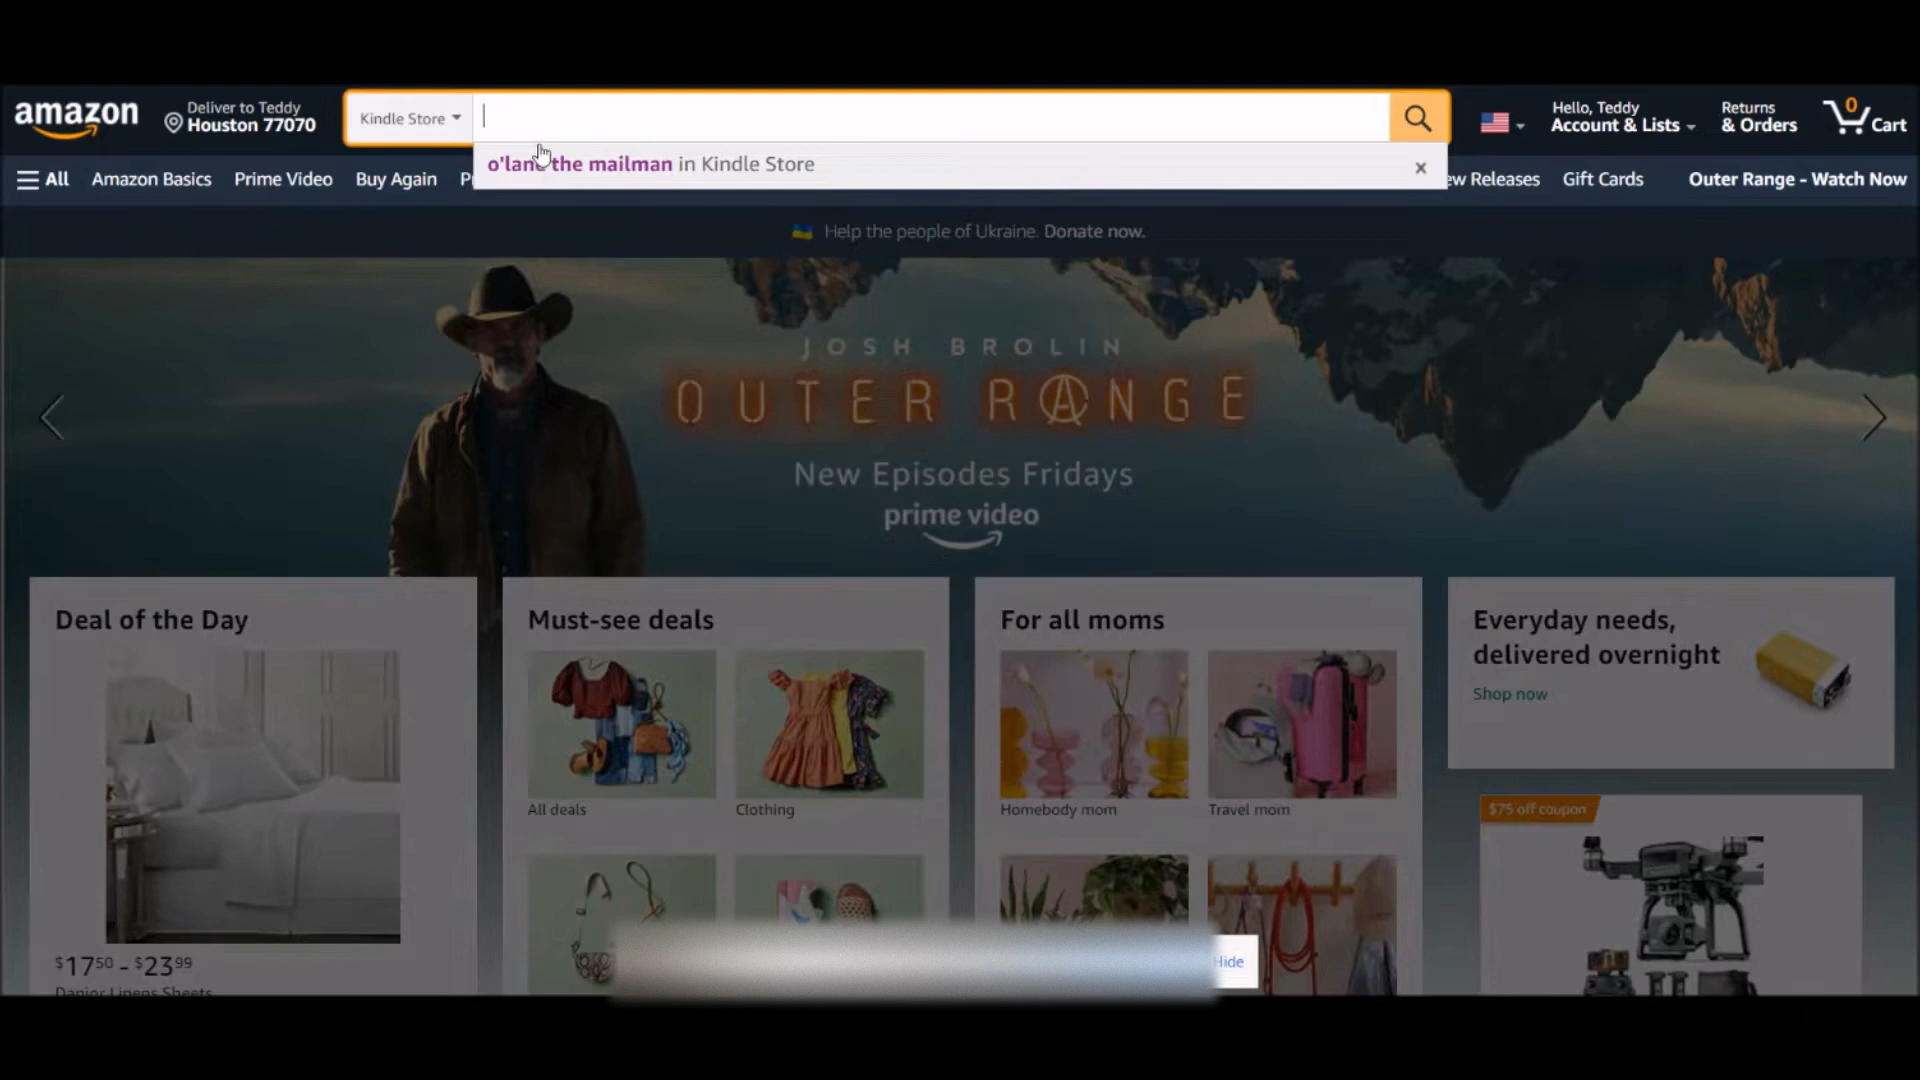 amazon
Deliver to Teddy
Houston 77070
Kindle Store
Hello, Teddy
Account & Lists
Returns
& Orders
0
Cart
o'lane the mailman in Kindle Store
x
All
Amazon Basics
Prime Video
Buy Again
New Releases
Gift Cards
Outer Range - Watch Now
Help the people of Ukraine. Donate now.
JOSH BROLIN
OUTER RANGE
New Episodes Fridays
prime video
Deal of the Day
$17⁵⁰ - $23⁹⁹
Danjor Linens Sheets
Must-see deals
All deals
Clothing
For all moms
Homebody mom
Travel mom
Everyday needs,
delivered overnight
Shop now
$75 off coupon
Hide